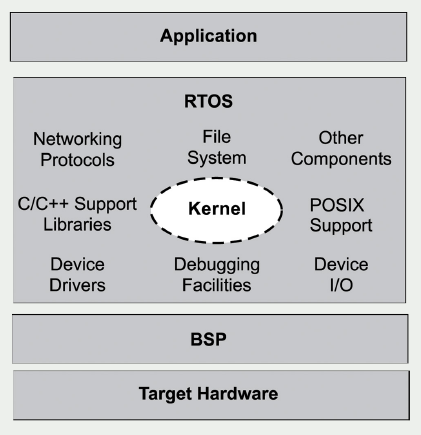 Application
RTOS
Networking
Protocols
File
System
Other
Components
C/C++ Support
Libraries
Kernel
POSIX
Support
Device
Drivers
Debugging
Facilities
Device
I/O
BSP
Target Hardware